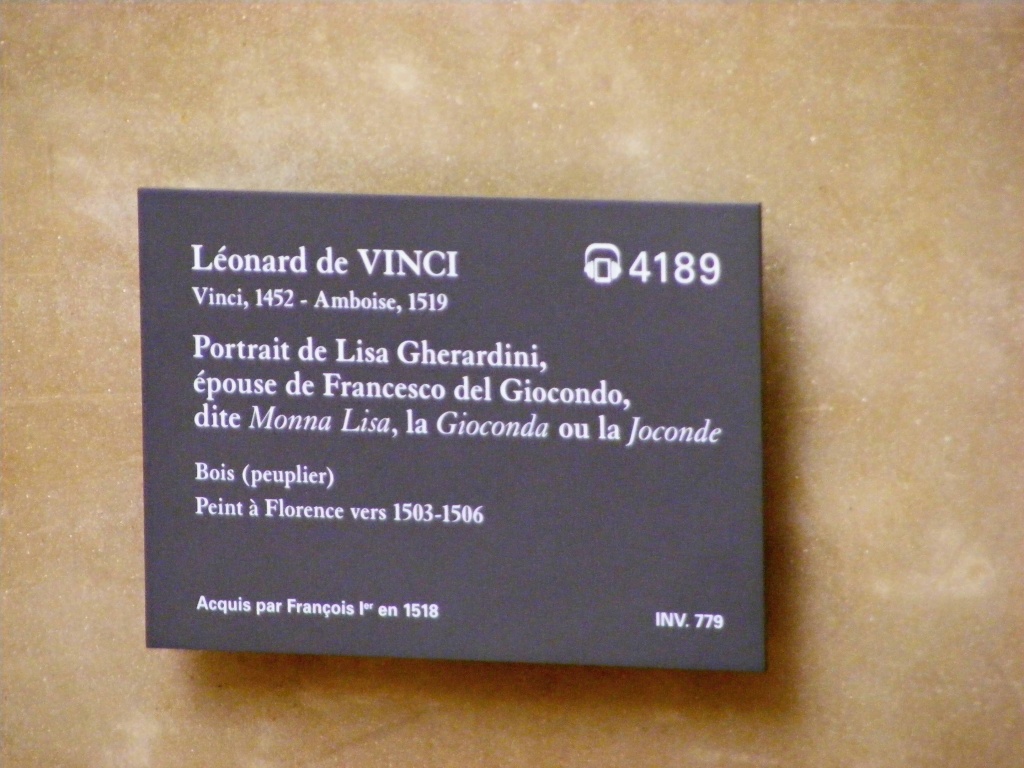 Léonard de VINCI
4189
Vinci, 1452 - Amboise, 1519
Portrait de Lisa Gherardini,
épouse de Francesco del Giocondo,
dite Monna Lisa, la Gioconda ou la Joconde
Bois (peuplier)
Peint à Florence vers 1503-1506
Acquis par François Ier en 1518
INV. 779